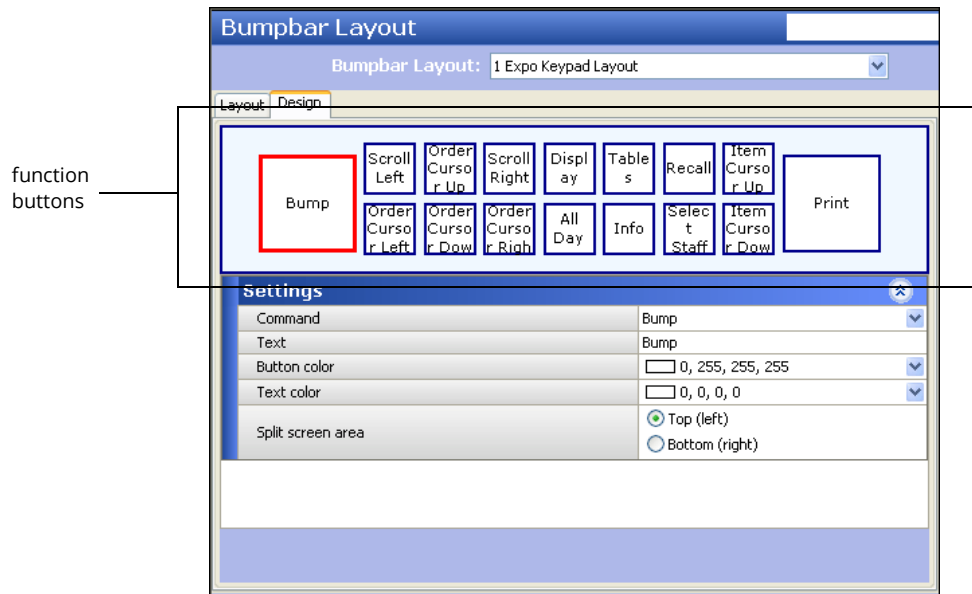 Bumpbar Layout
Bumpbar Layout: 1 Expo Keypad Layout
Layout Design
function
buttons
Bump
Scroll
Left
Order
Curso
r Up
Scroll
Right
Displ
ay
Table
s
Recall
Item
Curso
r Up
Print
Order
Curso
r Left
Order
Curso
r Dow
Order
Curso
r Righ
All
Day
Info
Selec
t
Staff
Item
Curso
r Dow
Settings
Command Bump
Text Bump
Button color 0, 255, 255, 255
Text color 0, 0, 0, 0
Split screen area
Top (left)
Bottom (right)